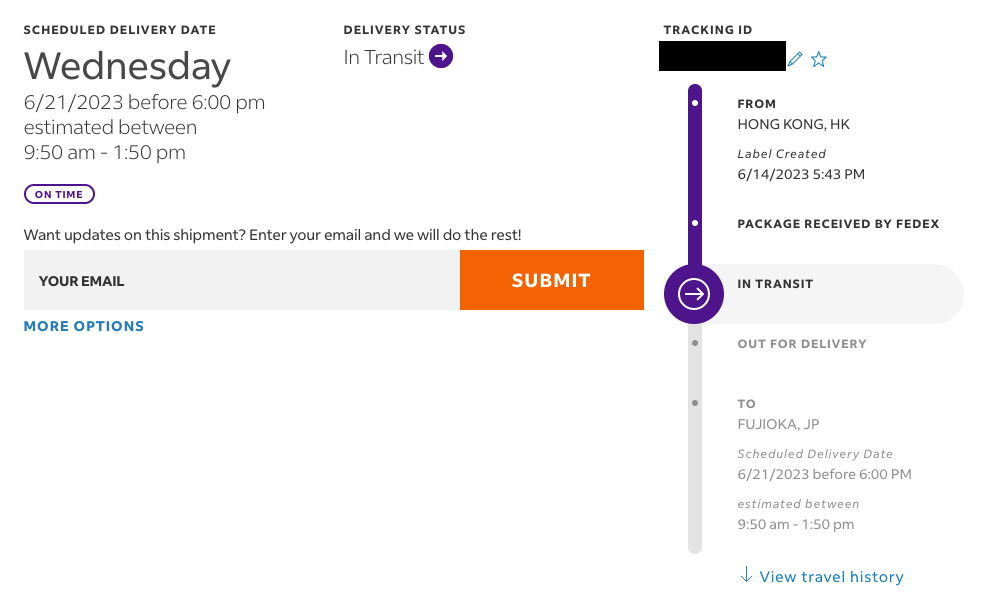 SCHEDULED DELIVERY DATE
Wednesday
6/21/2023 before 6:00 pm
estimated between
9:50 am - 1:50 pm
ON TIME
DELIVERY STATUS
In Transit
Want updates on this shipment? Enter your email and we will do the rest!
YOUR EMAIL
SUBMIT
MORE OPTIONS
TRACKING ID
FROM
HONG KONG, HK
Label Created
6/14/2023 5:43 PM
PACKAGE RECEIVED BY FEDEX
IN TRANSIT
OUT FOR DELIVERY
TO
FUJIOKA, JP
Scheduled Delivery Date
6/21/2023 before 6:00 PM
estimated between
9:50 am - 1:50 pm
View travel history